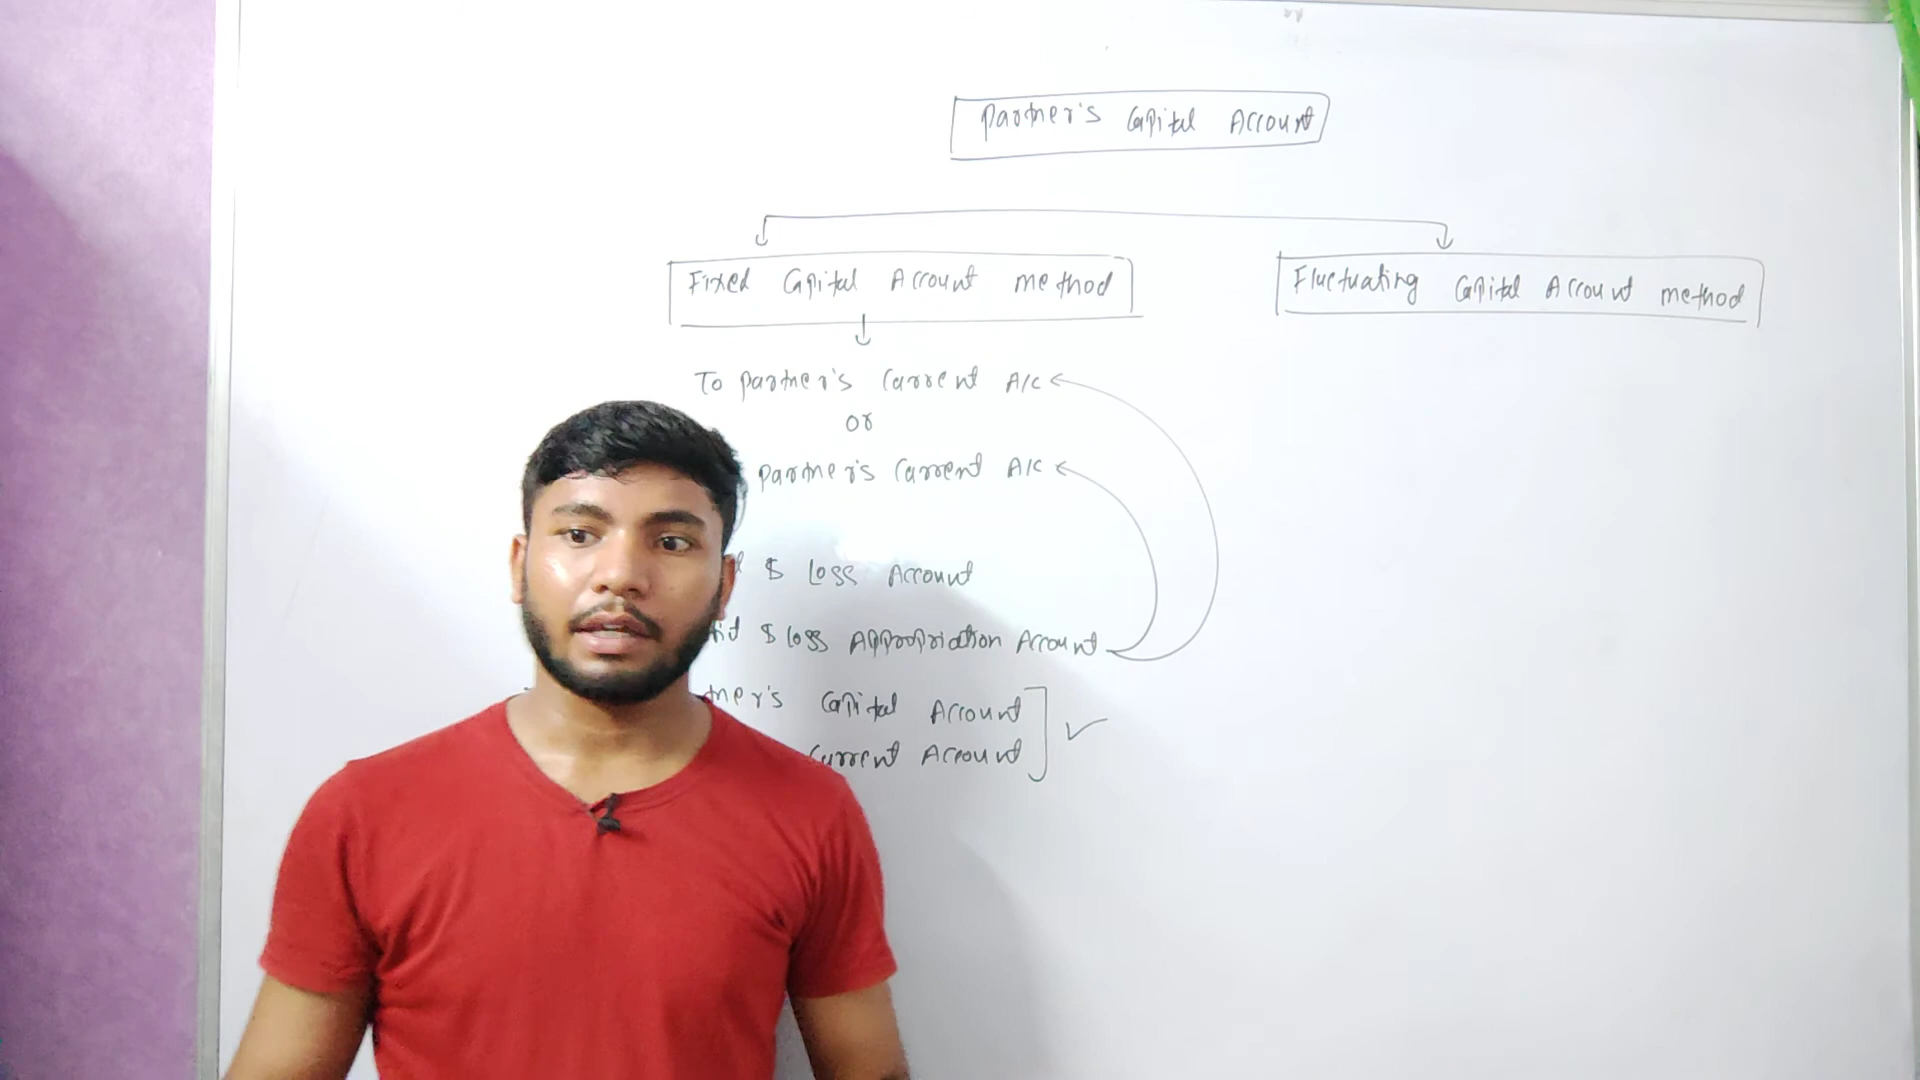 Partner's Capital Account
Fixed Capital Account method
Fluctuating Capital Account method
To partner's Current A/C
or
partner's Current A/C
$ Loss Account
$ loss Appropriation Account
Capital Account
Current Account